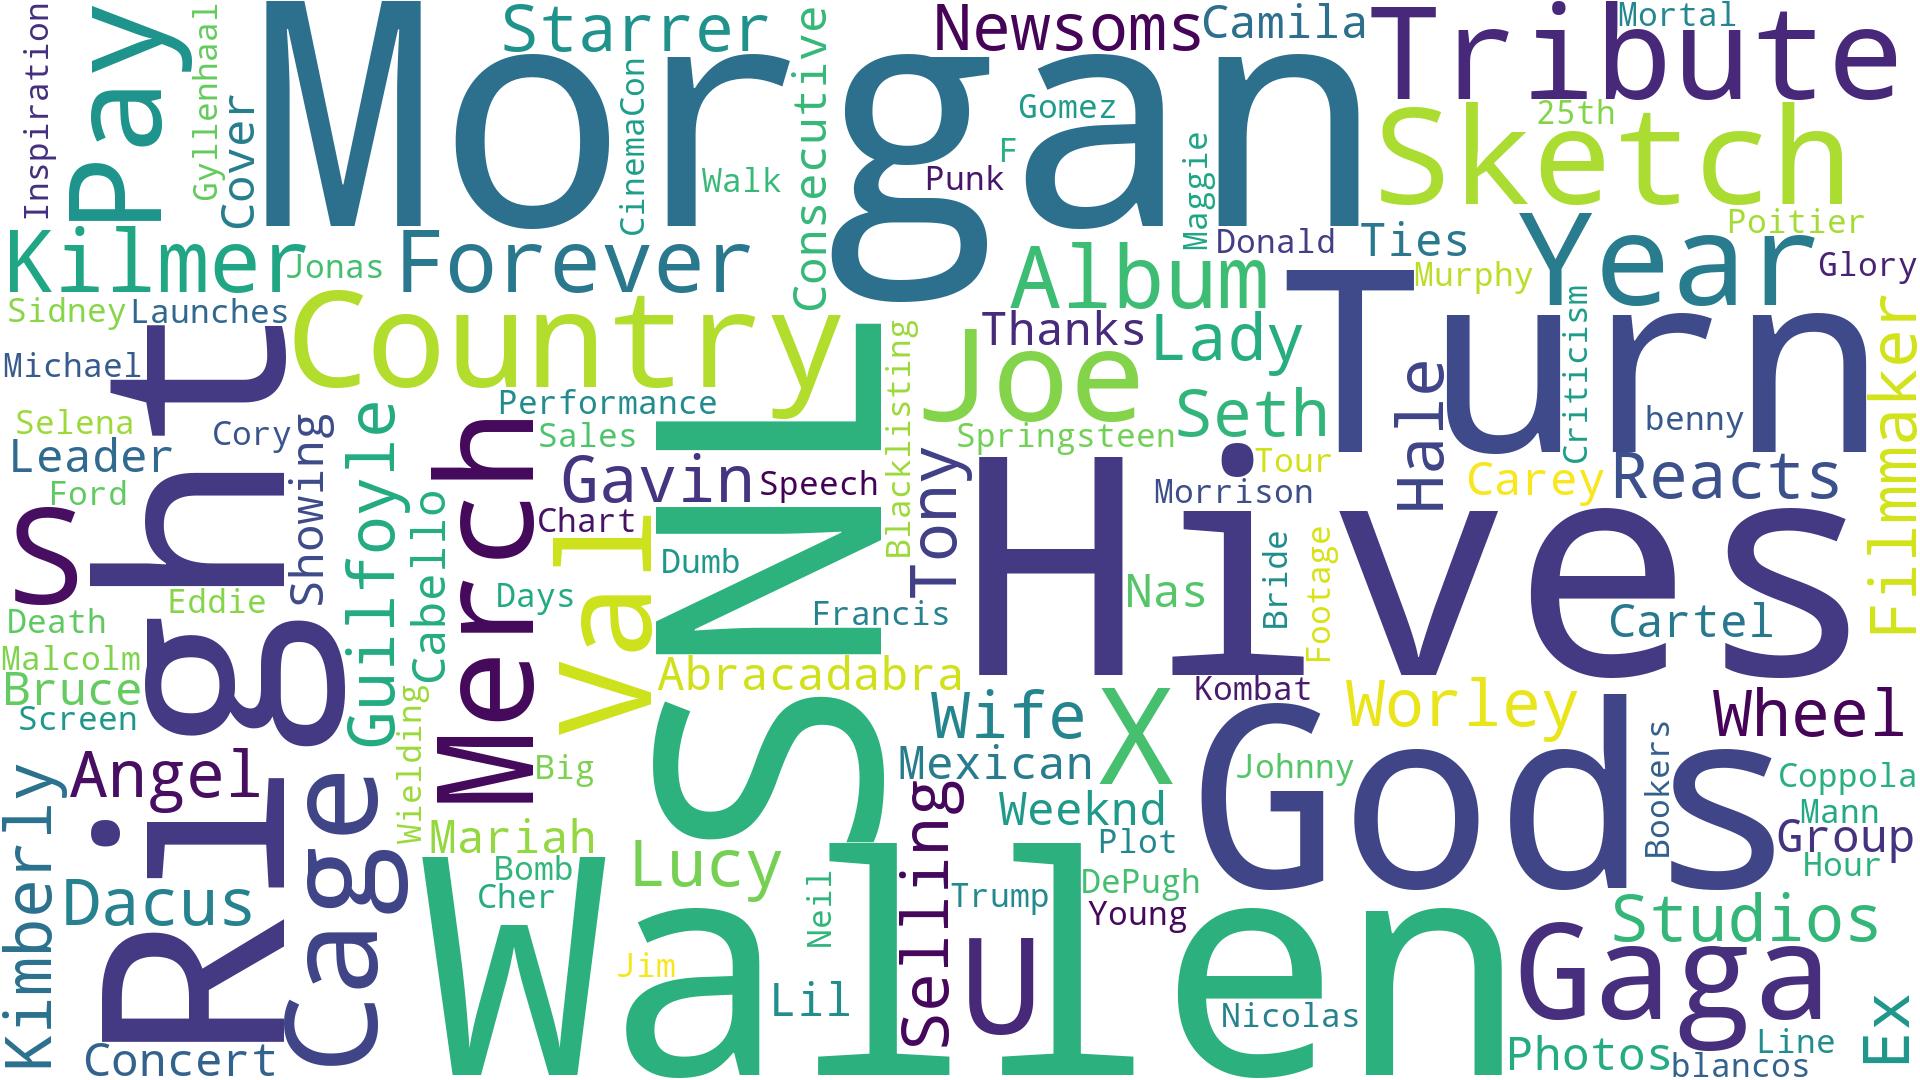 Inspiration
Pay
Gyllenhaal
Cover
Morgan
Starrer
CinemaCon
Walk
Consecutive
Newsoms
Camila
Gomez
F
Punk
Maggie
Tribute
Mortal
25th
Sketch
Poitier
Kilmer
Jonas
Forever
Album
Donald
Ties
Murphy
Year
Glory
Sidney
Launches
Country
Thanks
Lady
Turn
Criticism
Filmmaker
Michael
Right
Performance
Blacklisting
Joe
Seth
Hale
benny
Selena
Cory
Showing
Guilfoyle
Sales
Springsteen
Leader
Merch
Gavin
Speech
Tony
Tour
Morrison
Carey
Reacts
Ford
Cabello
Chart
SNL
Hives
S
Val
Dumb
Days
Nas
Bride
Footage
Eddie
Francis
Cartel
Death
Malcolm
Bruce
Abracadabra
Kombat
Screen
Wielding
Wife
X
Worley
Wheel
Gods
Bookers
Angel
Big
Mexican
Johnny
Coppola
Kimberly
Cage
Mariah
Weeknd
Mann
Plot
Group
Lucy
Selling
Hour
Dacus
Bomb
Cher
Neil
Trump
DePugh
Young
Wallen
Studios
Jim
U
Gaga
Lil
Nicolas
Ex
Concert
Photos
Line
blancos